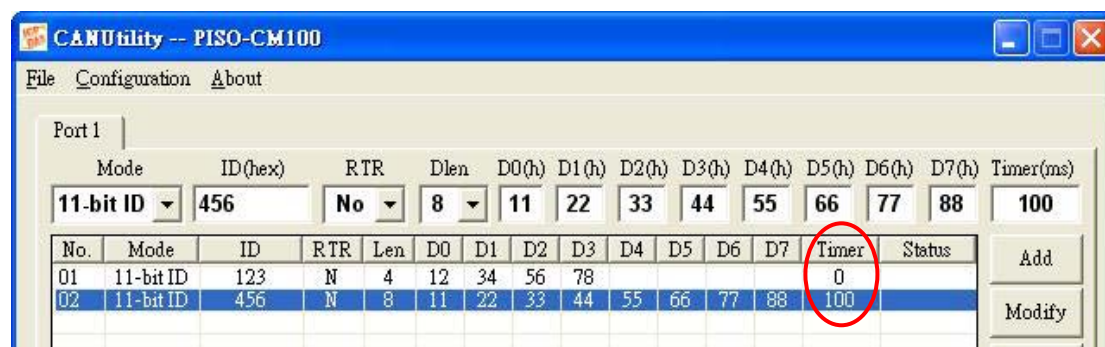 CANUtility -- PISO-CM100
File Configuration About
Port 1
Mode ID(hex) RTR Dlen D0(h) D1(h) D2(h) D3(h) D4(h) D5(h) D6(h) D7(h) Timer(ms)
11-bit ID 456 No 8 11 22 33 44 55 66 77 88 100
No. Mode ID RTR Len D0 D1 D2 D3 D4 D5 D6 D7 Timer Status Add
01 11-bit ID 123 N 4 12 34 56 78 0
02 11-bit ID 456 N 8 11 22 33 44 55 66 77 88 100
Modify